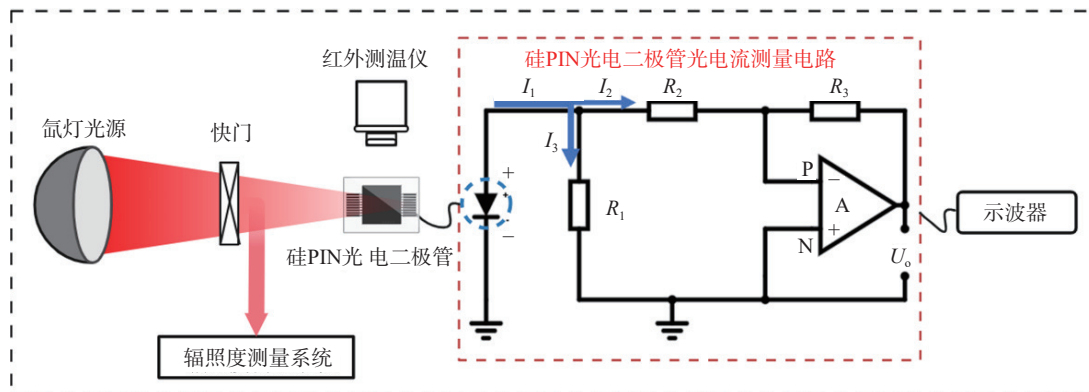 硅PIN光电二极管光电流测量电路
红外测温仪
I₁
I₂
R₂
R₃
氙灯光源
快门
I₃
+
P
−
A
R₁
N
+
−
Uₒ
示波器
硅PIN光 电二极管
辐照度测量系统